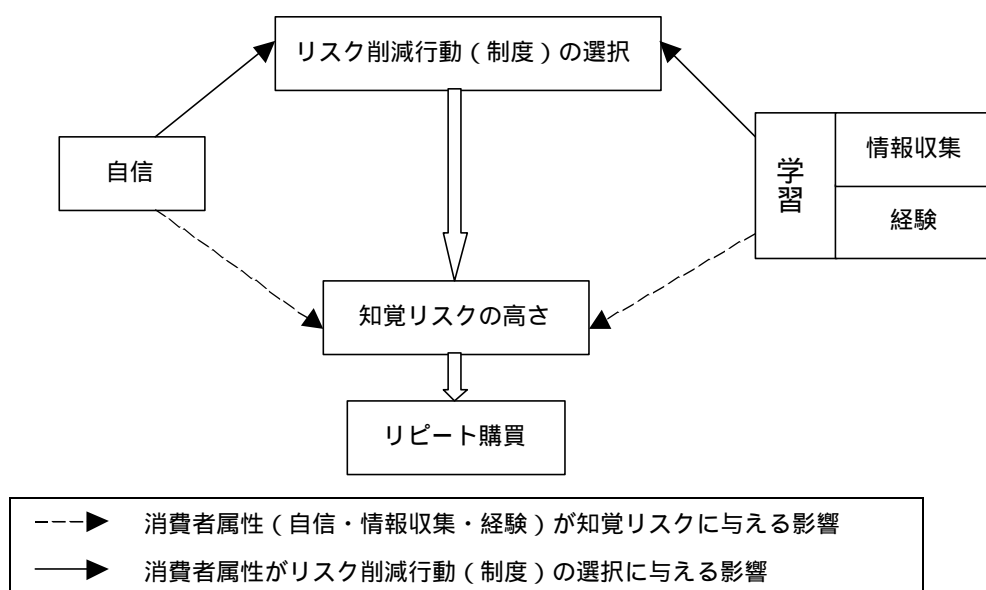 リスク削減行動（制度）の選択
自信
学習
情報収集
経験
知覚リスクの高さ
リピート購買
消費者属性（自信・情報収集・経験）が知覚リスクに与える影響
消費者属性がリスク削減行動（制度）の選択に与える影響